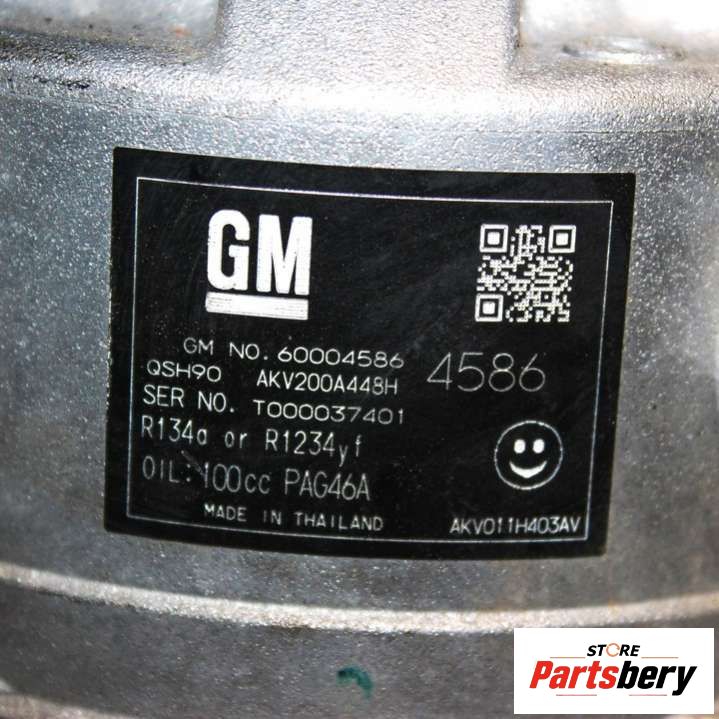 GM
GM NO. 60004586 4586
QSH90 AKV200A448H
SER NO. T000037401
R134a or R1234yf
OIL: 100cc PAG46A
MADE IN THAILAND
AKV011H403AV
STORE
Partsbery